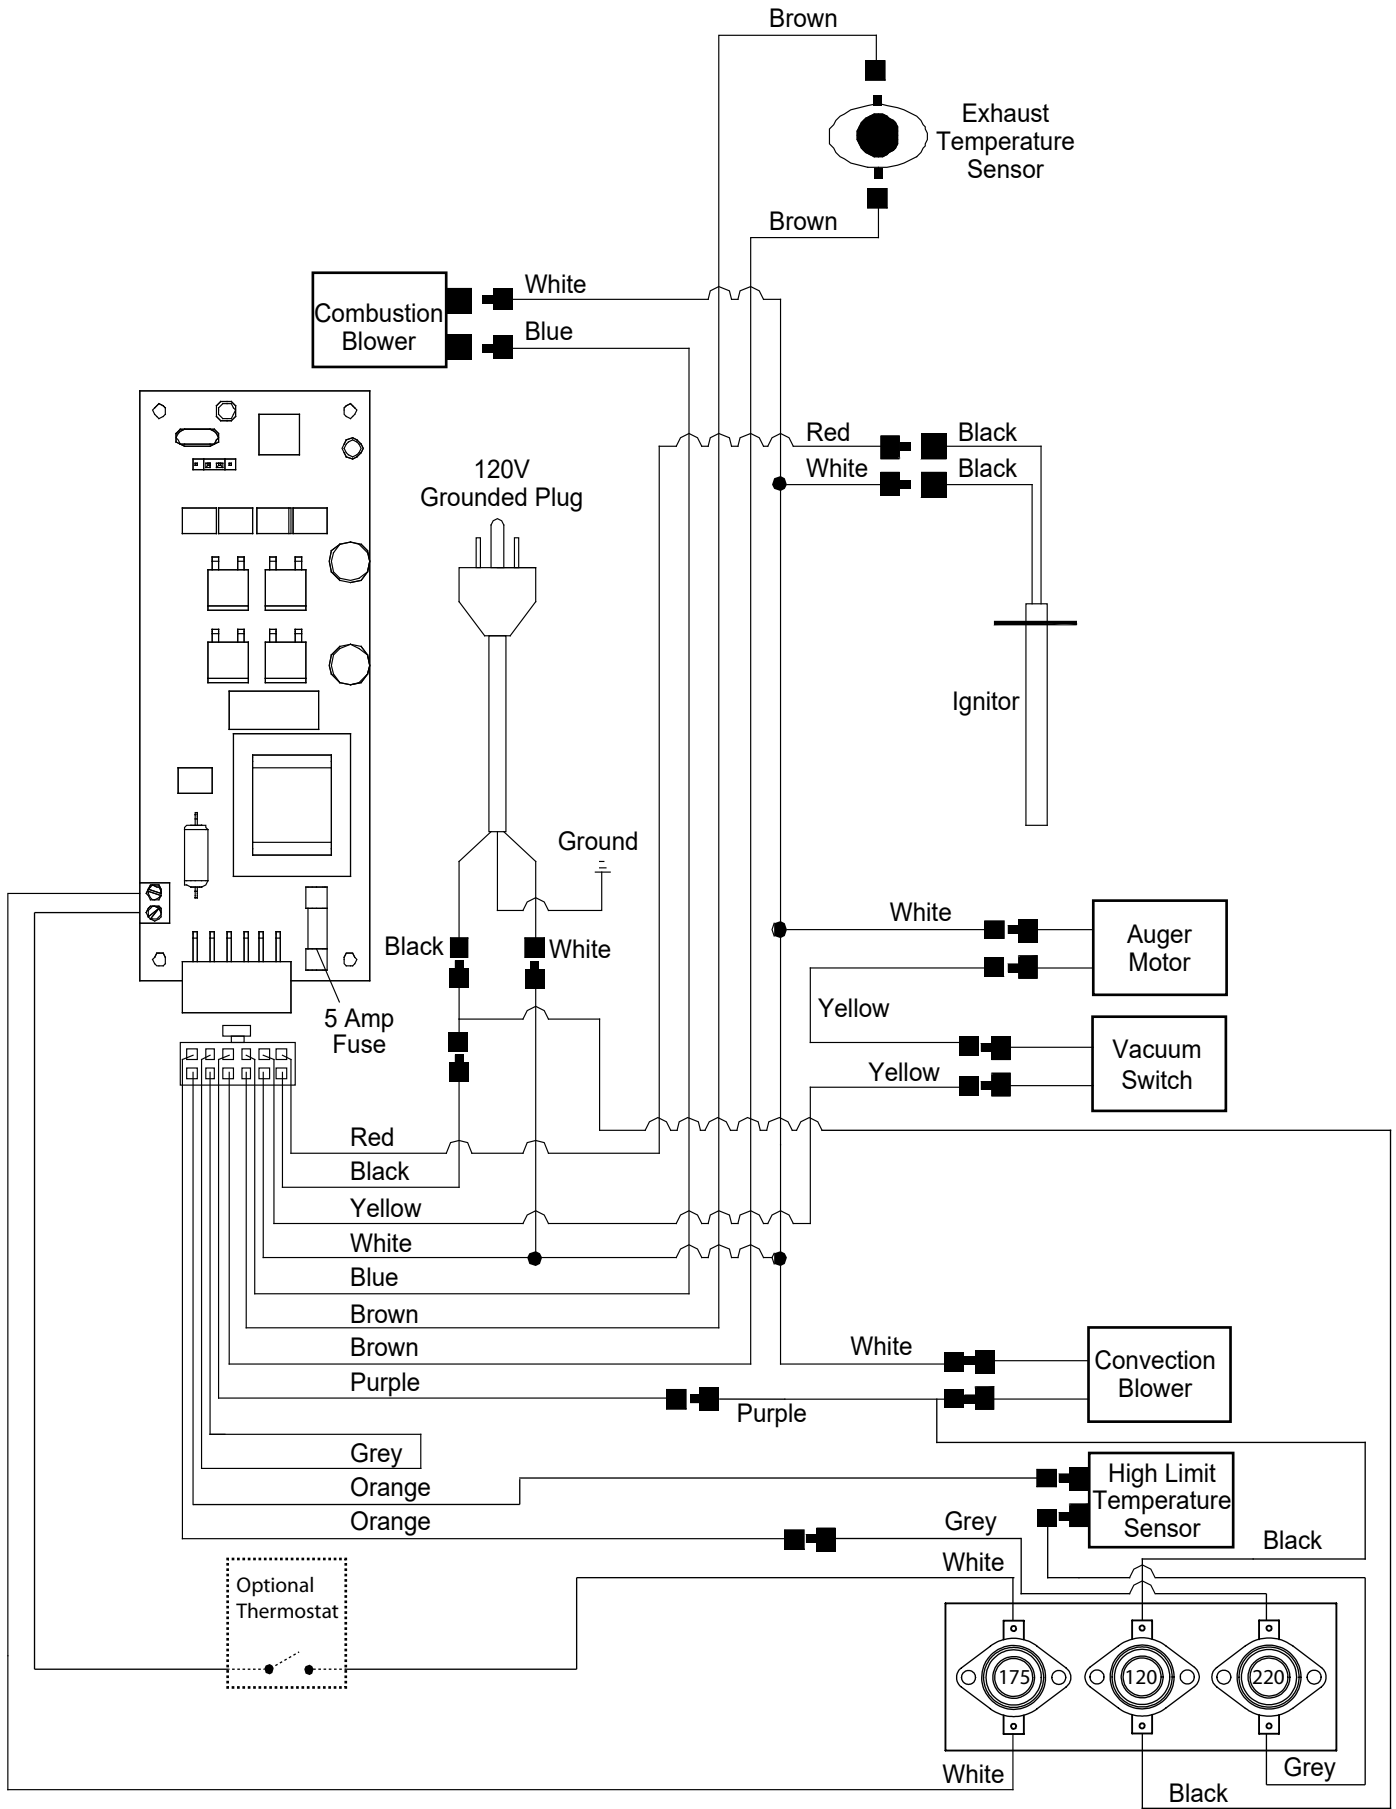 Brown
Exhaust
Temperature
Sensor
Brown
White
Combustion
Blower
Blue
Red
Black
White
Black
120V
Grounded Plug
Ignitor
Ground
White
Auger
Motor
Black
White
Yellow
5 Amp
Fuse
Vacuum
Switch
Yellow
Red
Black
Yellow
White
Blue
Brown
Brown
White
Convection
Blower
Purple
Purple
Grey
High Limit
Temperature
Sensor
Orange
Orange
Grey
Black
White
Optional
Thermostat
175
120
220
White
Grey
Black